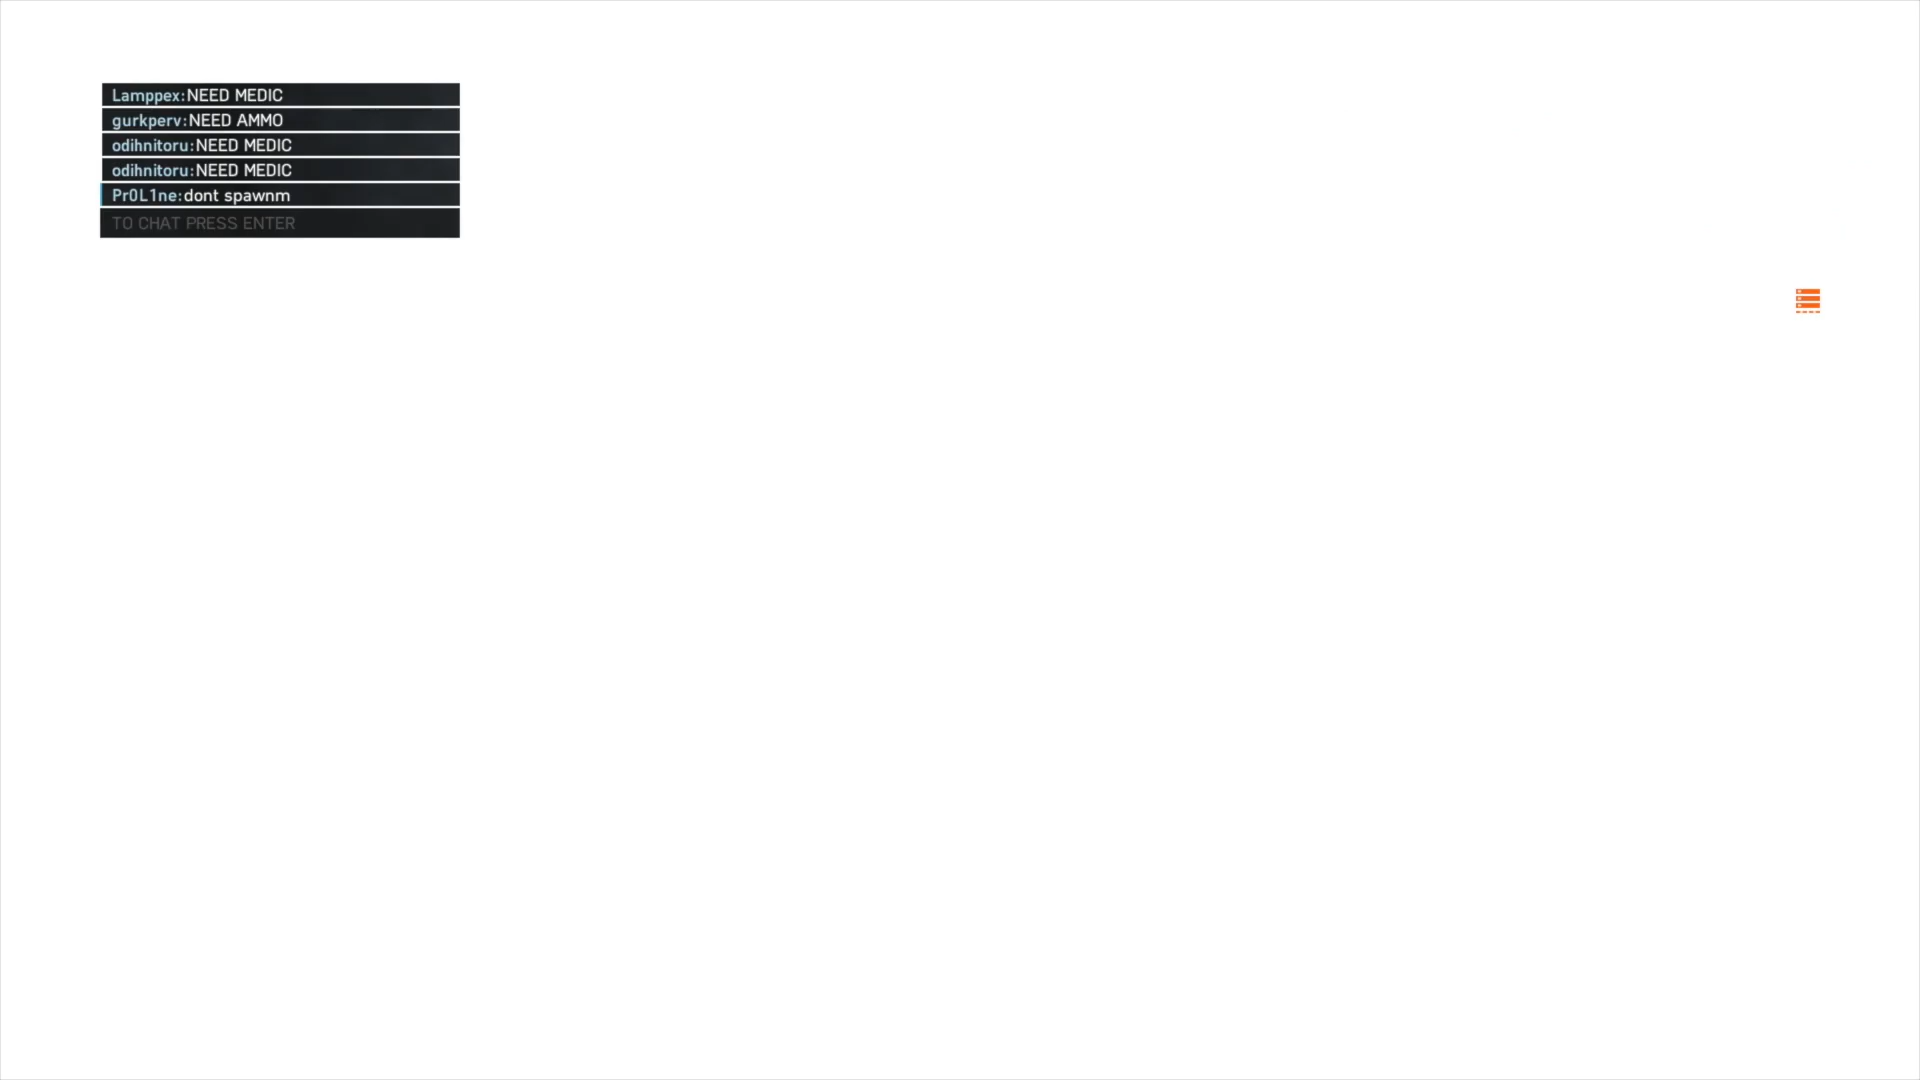 Lamppex:NEED MEDIC
gurkperv:NEED AMMO
odihnitoru:NEED MEDIC
odihnitoru:NEED MEDIC
Pr0L1ne:dont spawnm
TO CHAT PRESS ENTER